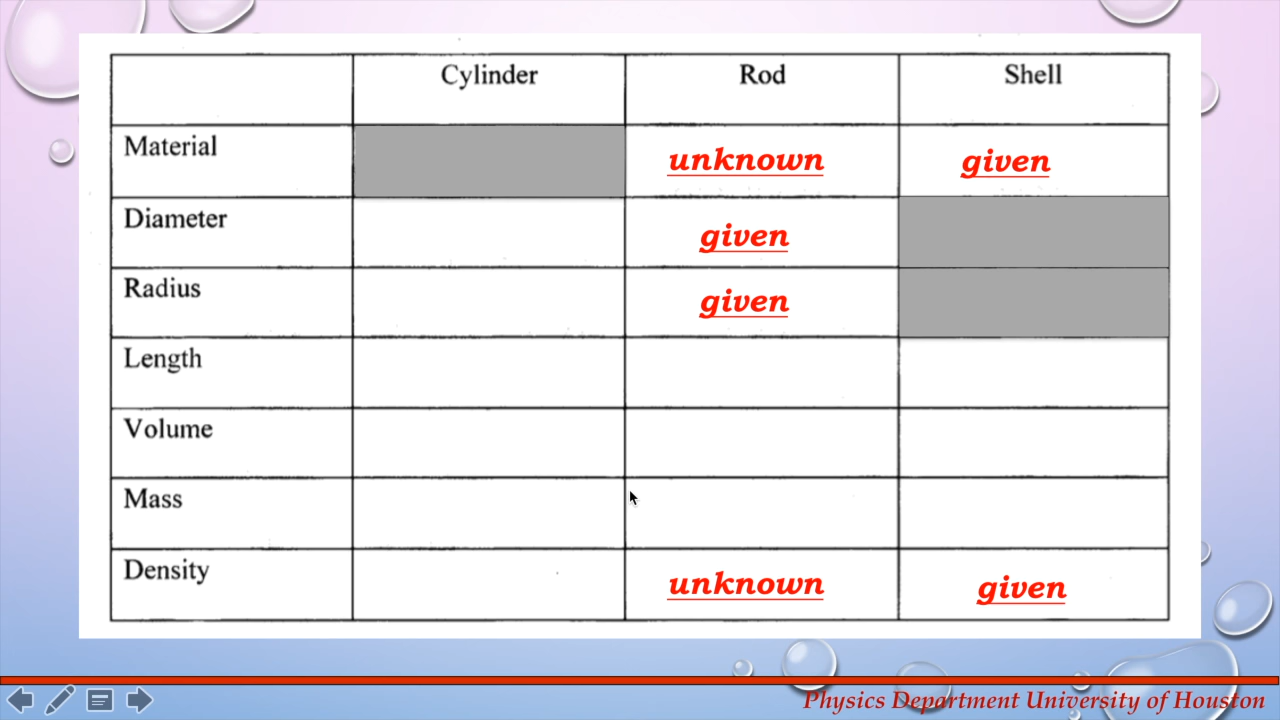 Cylinder Rod Shell
Material unknown given
Diameter given
Radius given
Length
Volume
Mass
Density unknown given
Physics Department University of Houston